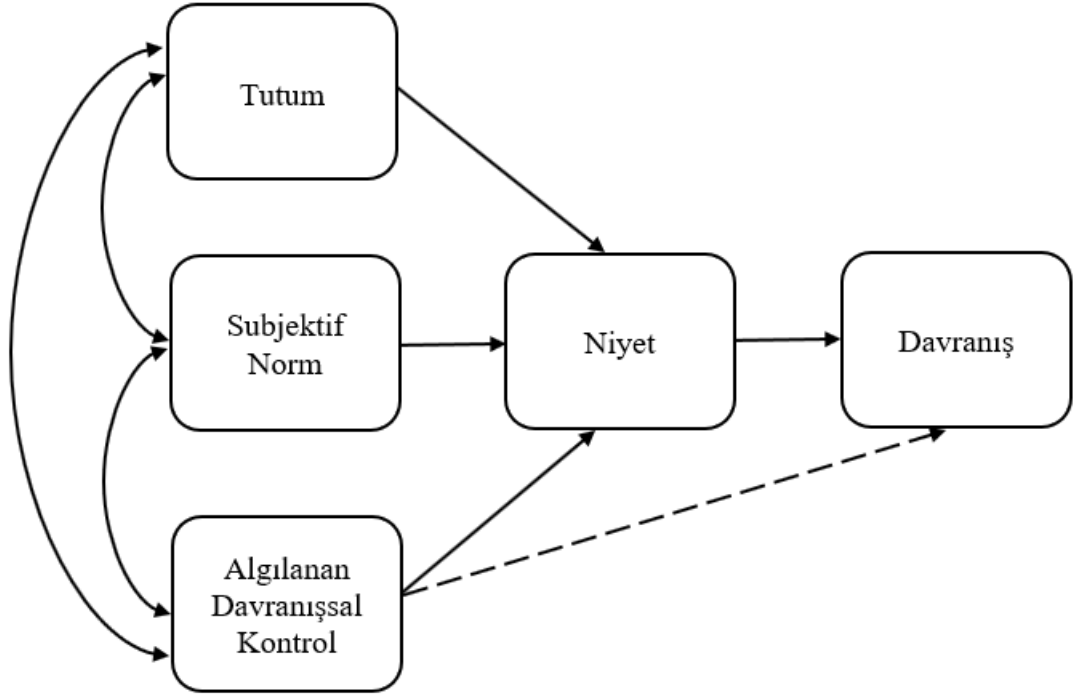 Tutum
Subjektif
Norm
Niyet
Davranış
Algılanan
Davranışsal
Kontrol